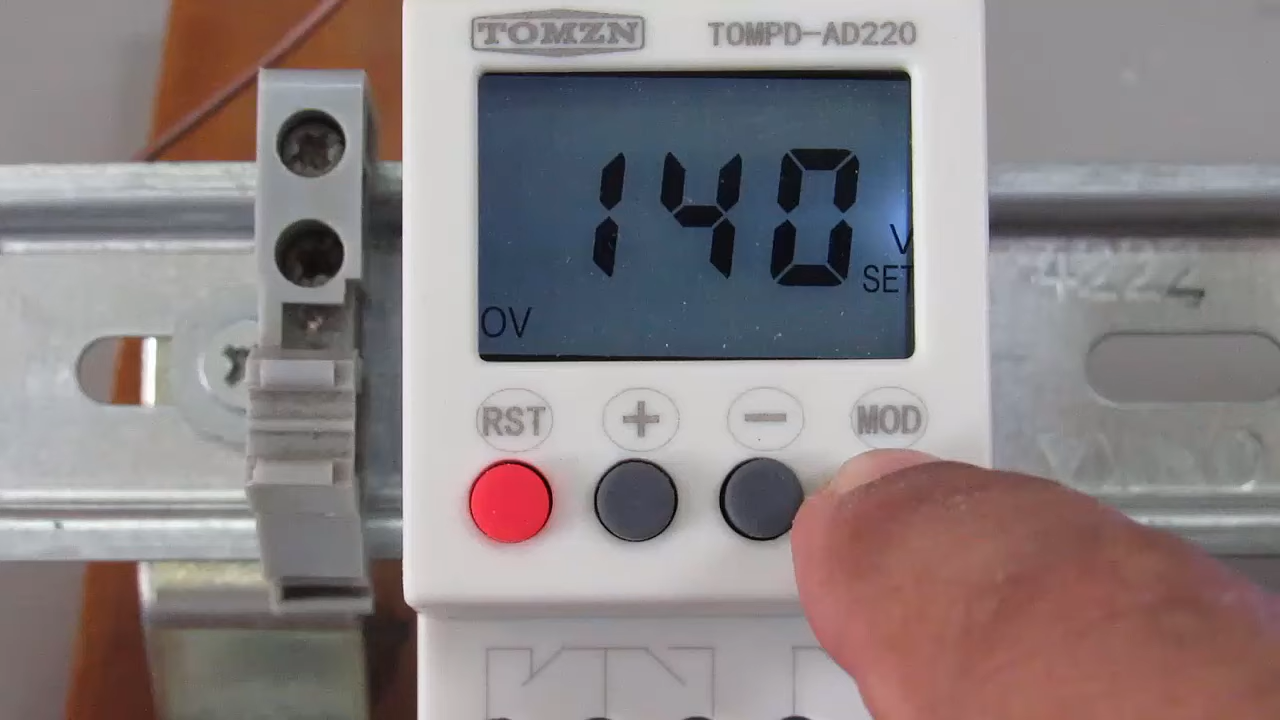 TOMZN TOMPD-AD220
140 V
SET
OV
RST + − MOD